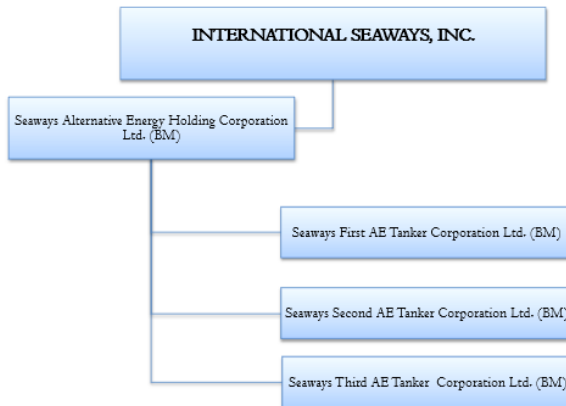 INTERNATIONAL SEAWAYS, INC.
Seaways Alternative Energy Holding Corporation
Ltd. (BM)
Seaways First AE Tanker Corporation Ltd. (BM)
Seaways Second AE Tanker Corporation Ltd. (BM)
Seaways Third AE Tanker Corporation Ltd. (BM)